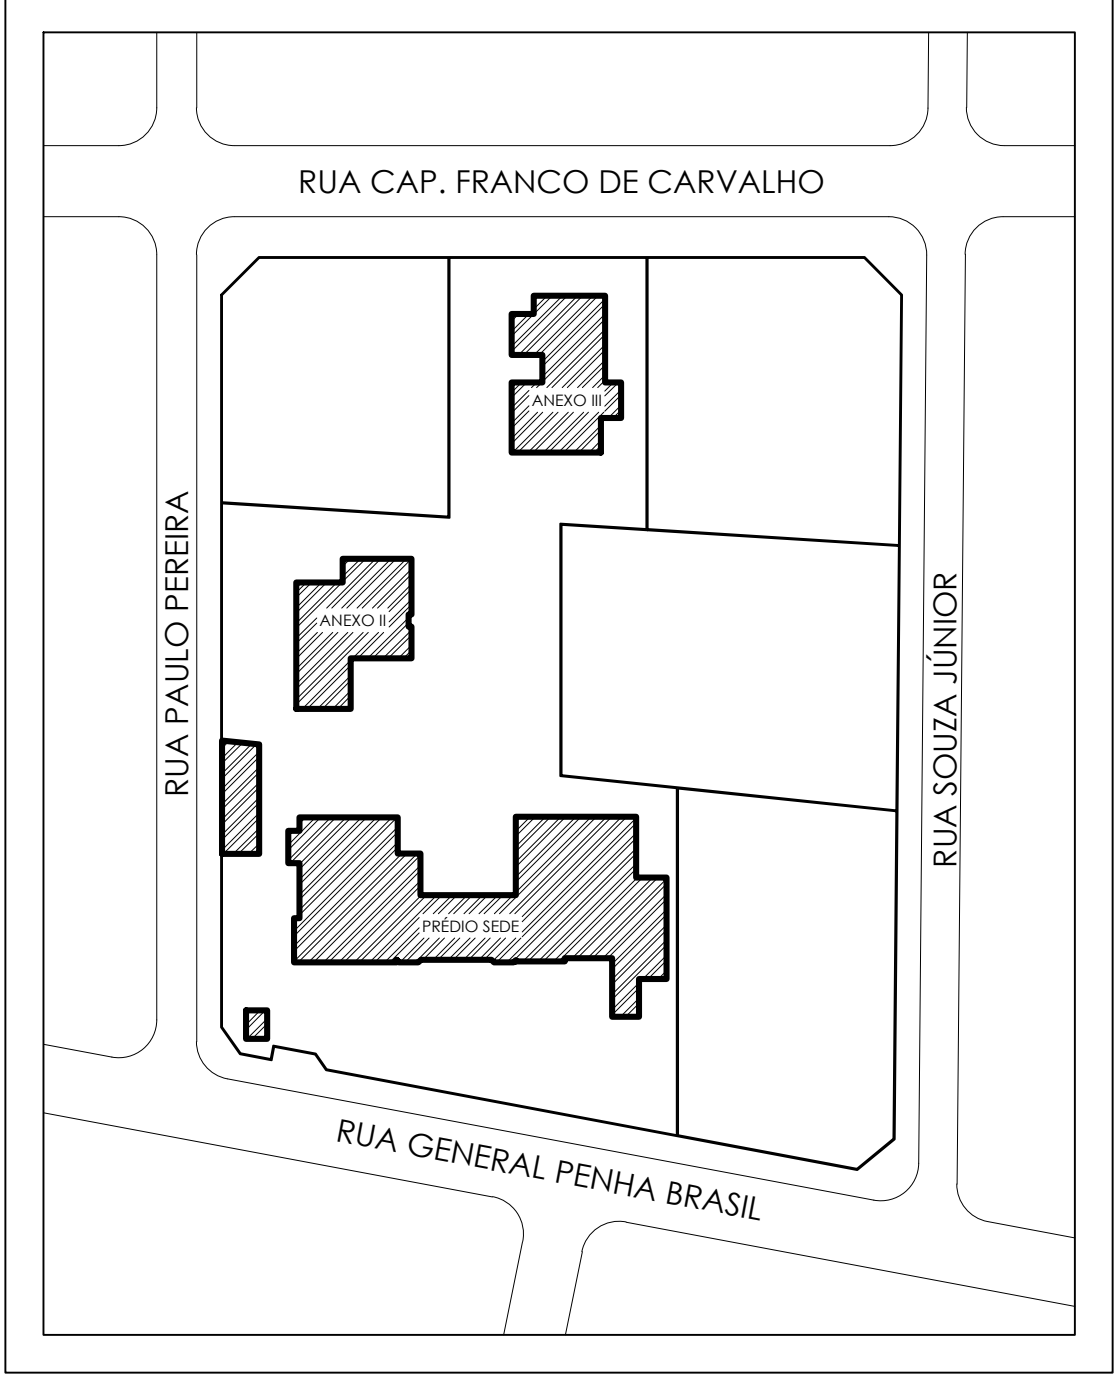 RUA CAP. FRANCO DE CARVALHO
ANEXO III
RUA PAULO PEREIRA
ANEXO II
RUA SOUZA JÚNIOR
PRÉDIO SEDE
RUA GENERAL PENHA BRASIL